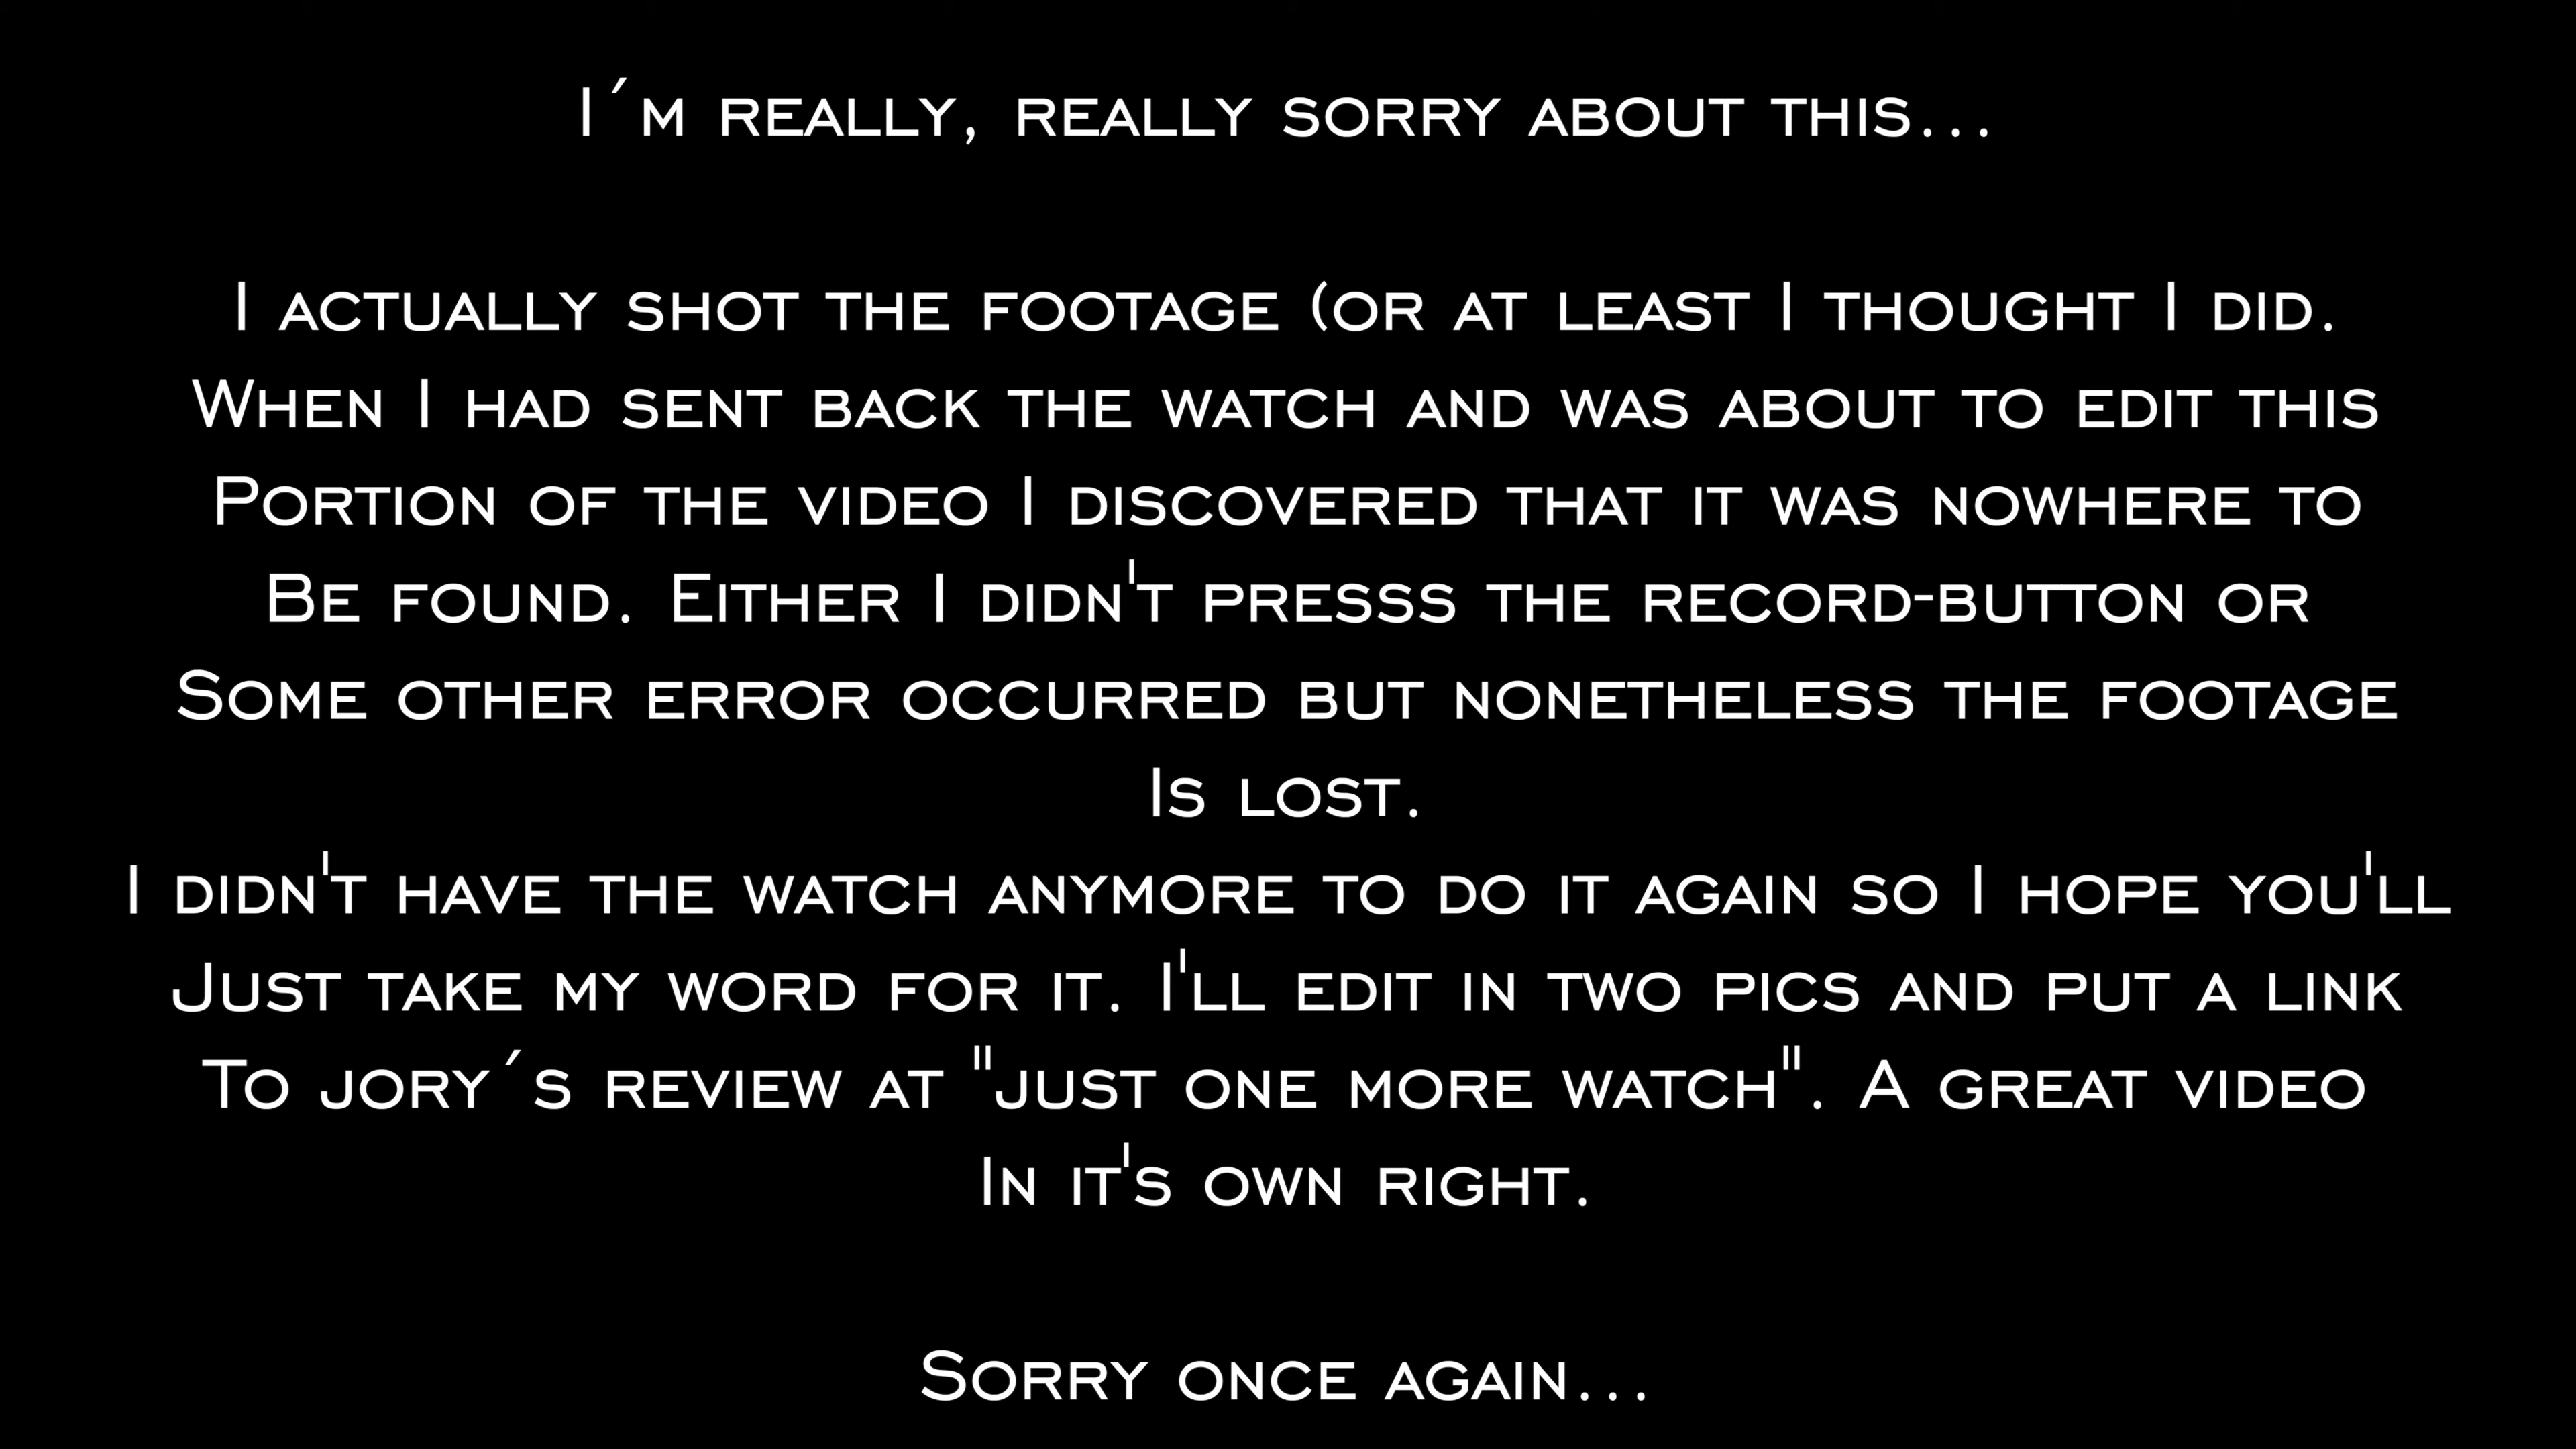 I´m really, really sorry about this...
I actually shot the footage (or at least I thought I did.
When I had sent back the watch and was about to edit this
Portion of the video I discovered that it was nowhere to
Be found. Either I didn't presss the record-button or
Some other error occurred but nonetheless the footage
Is lost.
I didn't have the watch anymore to do it again so I hope you'll
Just take my word for it. I'll edit in two pics and put a link
To jory´s review at "just one more watch". A great video
In it's own right.
Sorry once again...